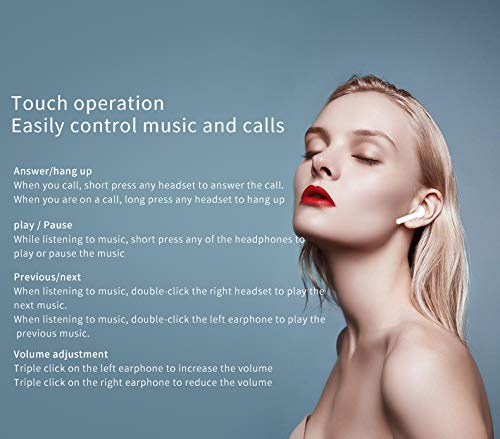 Touch operation
Easily control music and calls
Answer/hang up
When you call, short press any headset to answer the call.
When you are on a call, long press any headset to hang up
play / Pause
While listening to music, short press any of the headphones to
play or pause the music
Previous/next
When listening to music, double-click the right headset to play the
next music.
When listening to music, double-click the left earphone to play the
previous music.
Volume adjustment
Triple click on the left earphone to increase the volume
Triple click on the right earphone to reduce the volume